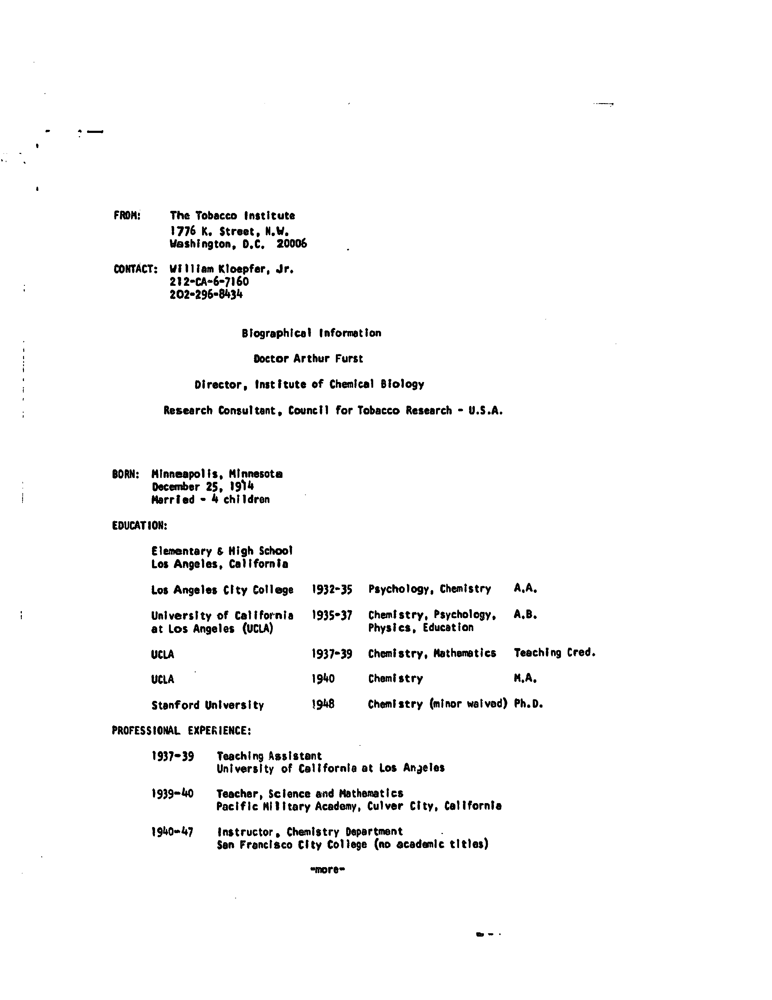 FROM: The Tobacco Institute
1776 K. Street, N.W.
Washington, D.C. 20006
CONTACT: William Kloepfer, Jr.
212-CA-6-7160
202-296-8434
Biographical Information
Doctor Arthur Furst
Director, Institute of Chemical Biology
Research Consultant, Council for Tobacco Research - U.S.A.
BORN: Minneapolis, Minnesota
December 25, 1914
Married - 4 children
EDUCATION:
Elementary & High School
Los Angeles, California
Los Angeles City College 1932-35 Psychology, Chemistry A.A.
University of California 1935-37 Chemistry, Psychology, A.B.
at Los Angeles (UCLA) Physics, Education
UCLA 1937-39 Chemistry, Mathematics Teaching Cred.
UCLA 1940 Chemistry M.A.
Stanford University 1948 Chemistry (minor waived) Ph.D.
PROFESSIONAL EXPERIENCE:
1937-39 Teaching Assistant
University of California at Los Angeles
1939-40 Teacher, Science and Mathematics
Pacific Military Academy, Culver City, California
1940-47 Instructor, Chemistry Department
San Francisco City College (no academic titles)
-more-